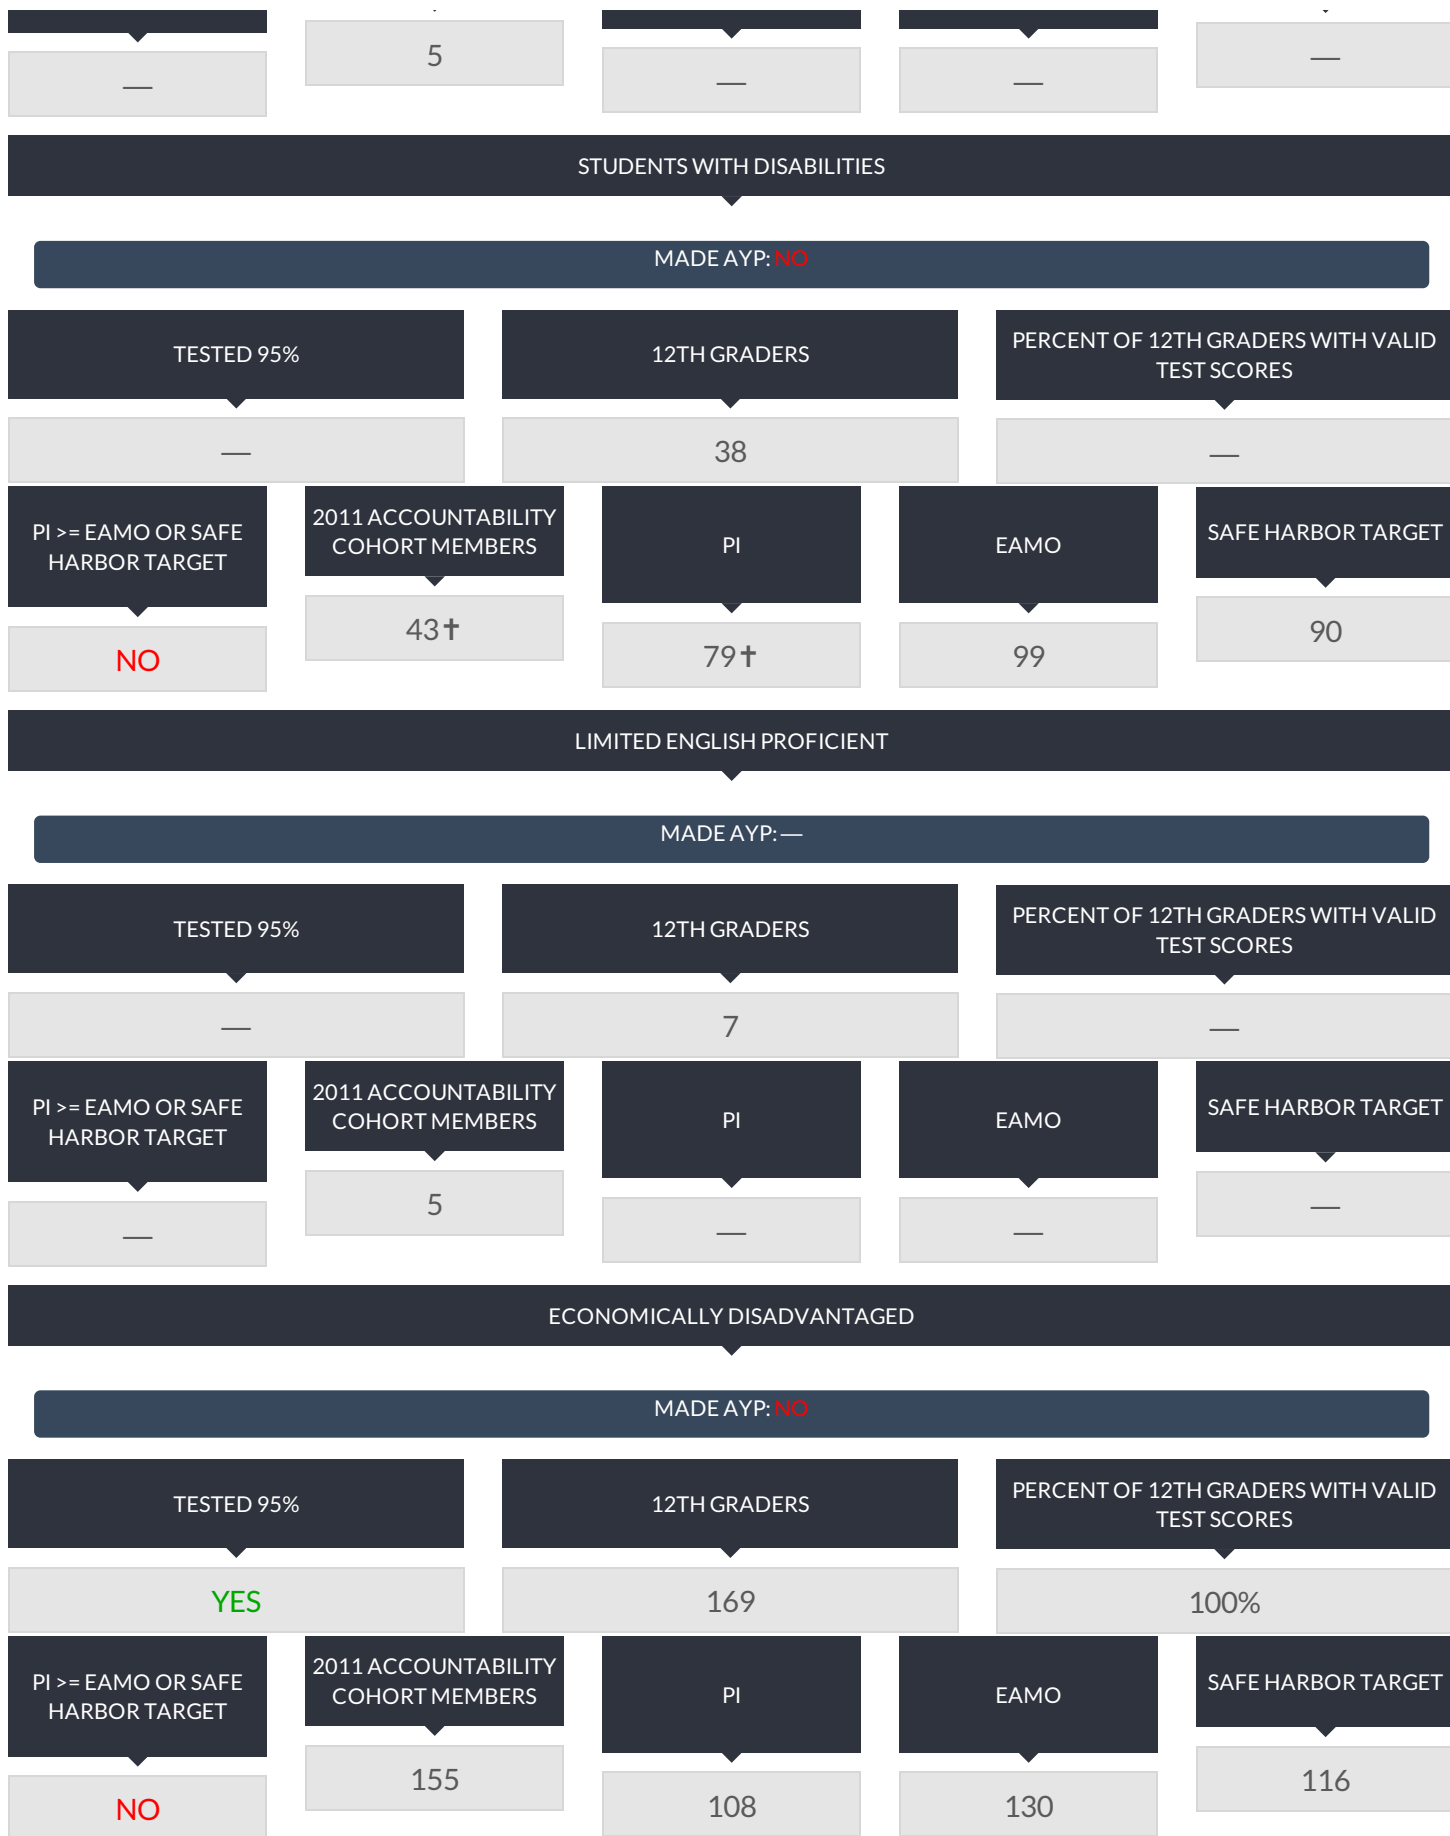 —
5
—
—
—
STUDENTS WITH DISABILITIES
MADE AYP: NO
TESTED 95%
—
12TH GRADERS
38
PERCENT OF 12TH GRADERS WITH VALID
TEST SCORES
—
PI >= EAMO OR SAFE
HARBOR TARGET
NO
2011 ACCOUNTABILITY
COHORT MEMBERS
43✝
PI
79✝
EAMO
99
SAFE HARBOR TARGET
90
LIMITED ENGLISH PROFICIENT
MADE AYP: —
TESTED 95%
—
12TH GRADERS
7
PERCENT OF 12TH GRADERS WITH VALID
TEST SCORES
—
PI >= EAMO OR SAFE
HARBOR TARGET
—
2011 ACCOUNTABILITY
COHORT MEMBERS
5
PI
—
EAMO
—
SAFE HARBOR TARGET
—
ECONOMICALLY DISADVANTAGED
MADE AYP: NO
TESTED 95%
YES
12TH GRADERS
169
PERCENT OF 12TH GRADERS WITH VALID
TEST SCORES
100%
PI >= EAMO OR SAFE
HARBOR TARGET
NO
2011 ACCOUNTABILITY
COHORT MEMBERS
155
PI
108
EAMO
130
SAFE HARBOR TARGET
116